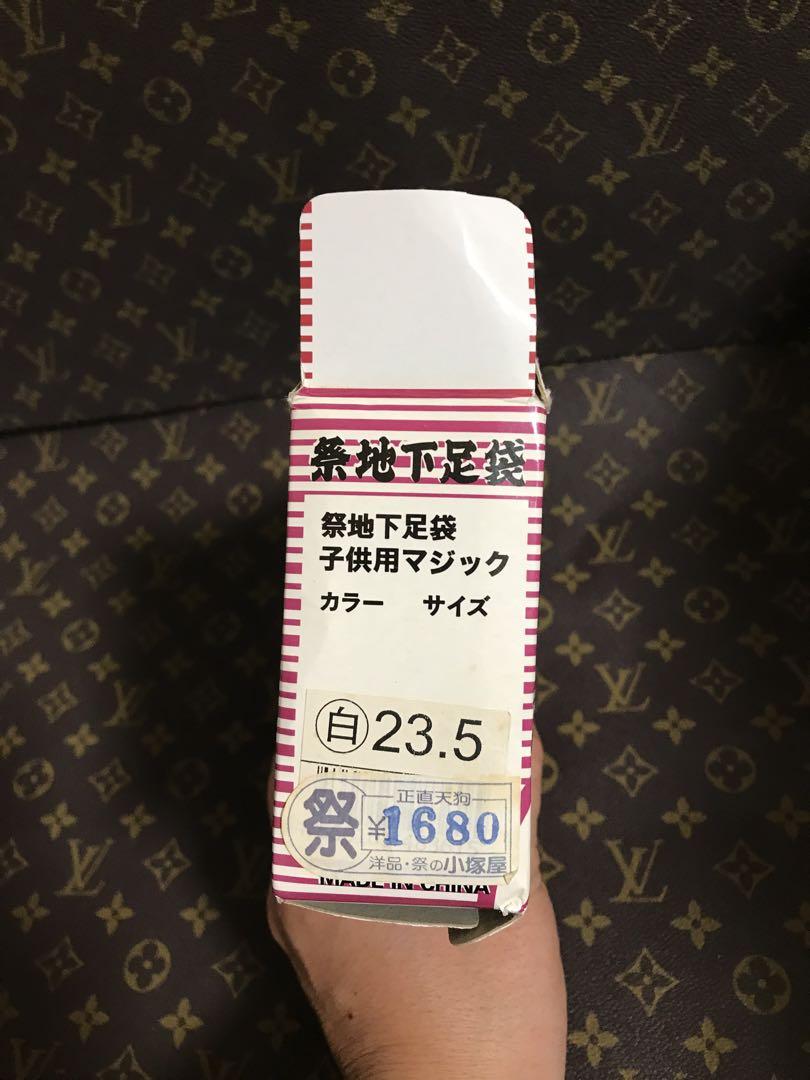 祭地下足袋
祭地下足袋
子供用マジック
カラー サイズ
白 23.5
正直天狗
祭 ¥1680
洋品・祭の小塚屋
MADE IN CHINA